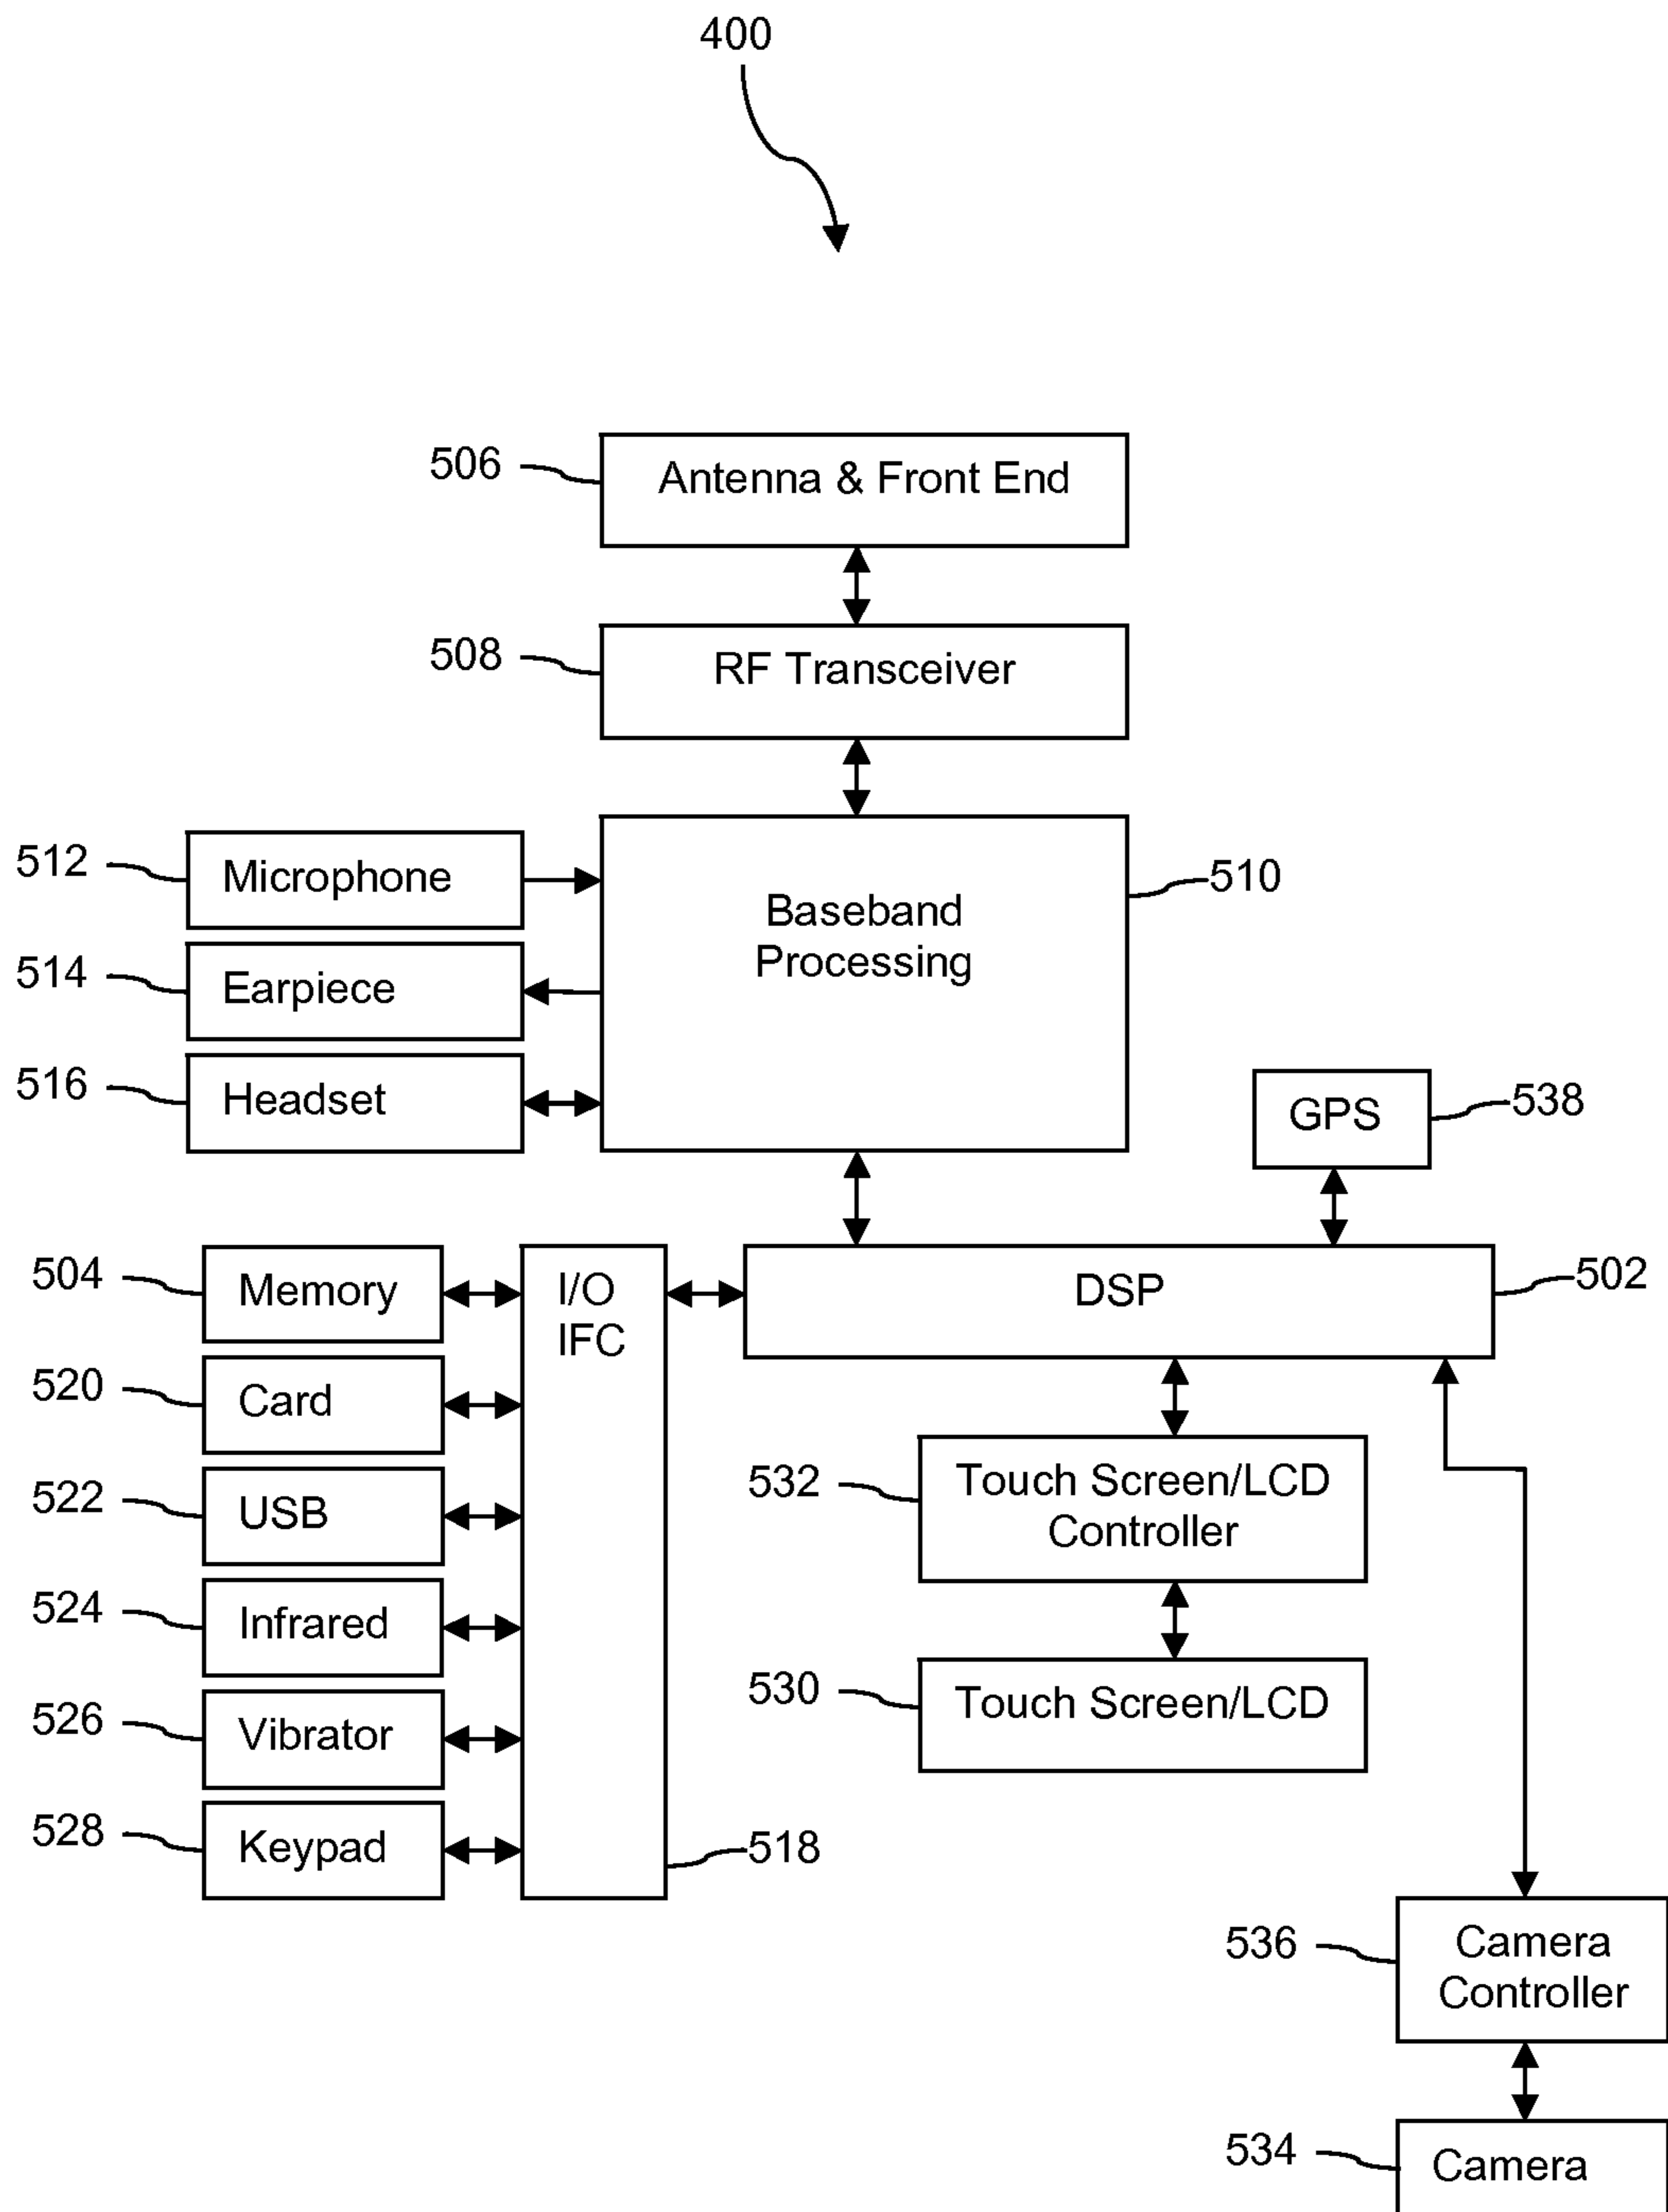 400
506
Antenna & Front End
508
RF Transceiver
512
Microphone
Baseband
Processing
510
514
Earpiece
516
Headset
GPS
538
504
Memory
I/O
IFC
DSP
502
520
Card
522
USB
532
Touch Screen/LCD
Controller
524
Infrared
530
Touch Screen/LCD
526
Vibrator
528
Keypad
518
536
Camera
Controller
534
Camera